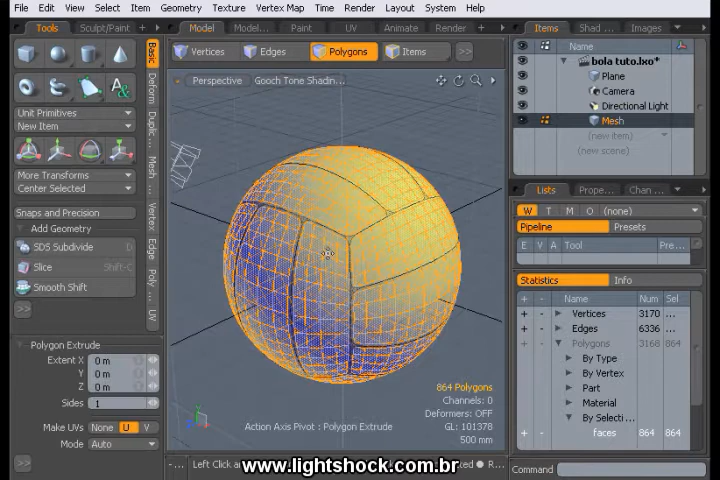 File Edit View Select Item Geometry Texture Vertex Map Time Render Layout System Help
Tools Sculpt/Paint
Model Model... Paint UV Animate Render
Items Shad ... Images
Vertices Edges Polygons Items >>
Perspective Gooch Tone Shadin...
Name
bola tuto.lxo*
Plane
Camera
Directional Light
Mesh
(new item)
(new scene)
Basic
Deform
Duplic...
Mesh ...
Vertex
Edge
Poly ...
UV
Unit Primitives
New Item
More Transforms
Center Selected
Snaps and Precision
Add Geometry
SDS Subdivide D
Slice Shift-C
Smooth Shift
>>
Polygon Extrude
Extent X 0 m
Y 0 m
Z 0 m
Sides 1
Make UVs None U V
Mode Auto
>>
864 Polygons
Channels: 0
Deformers: OFF
GL: 101378
500 mm
Action Axis Pivot : Polygon Extrude
Lists Prope... Chan ...
W T M O (none)
Pipeline Presets
E V A Tool Pre...
Statistics Info
+ - Name Num Sel
+ Vertices 3170 ...
+ Edges 6336 ...
Polygons 3168 864
By Type
By Vertex
Part
Material
By Selecti ...
+ - faces 864 864
Left Click an
Command
www.lightshock.com.br